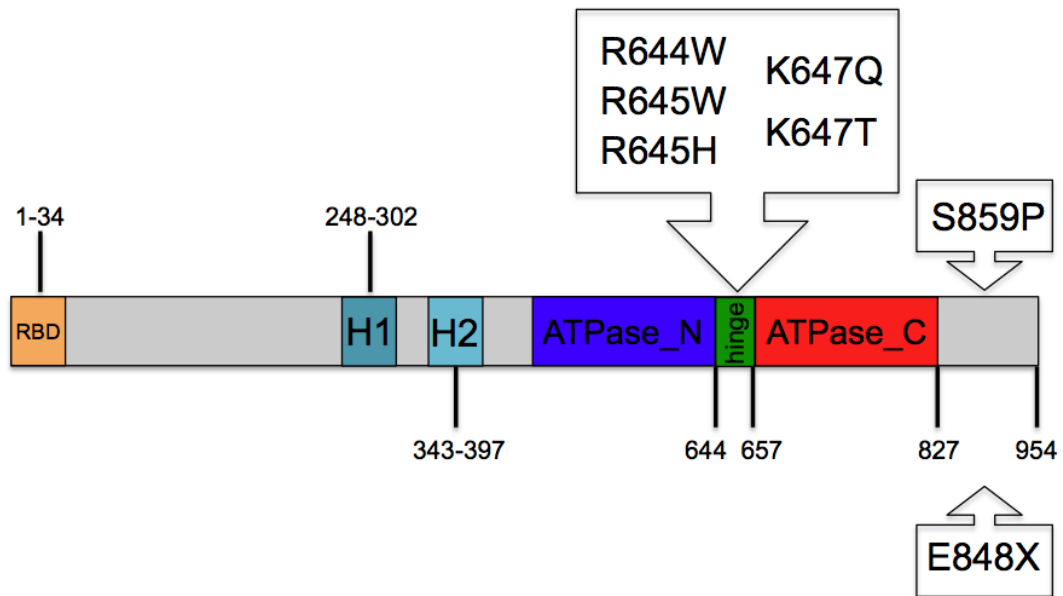 R644W
R645W
R645H
K647Q
K647T
S859P
1-34
248-302
RBD
H1
H2
ATPase_N
hinge
ATPase_C
343-397
644
657
827
954
E848X